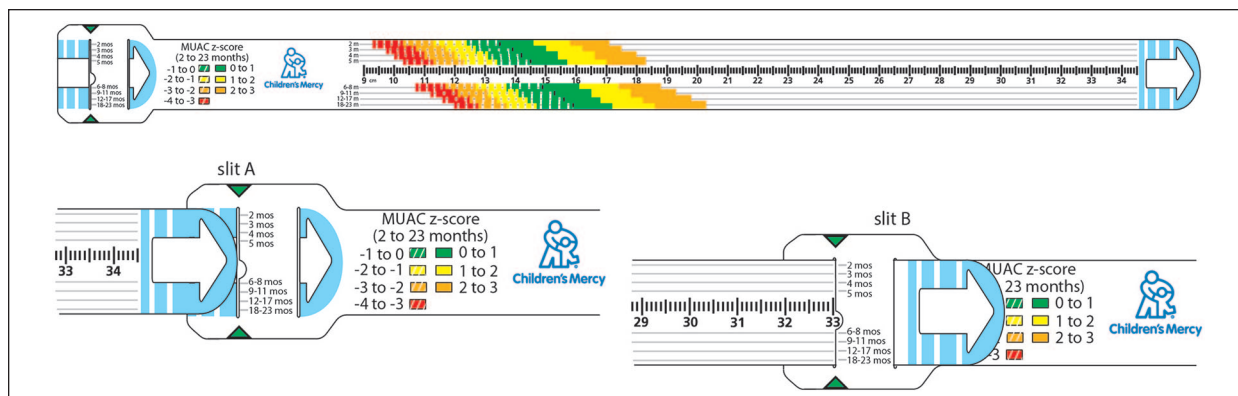 2 mos
3 mos
4 mos
5 mos
6-8 mos
9-11 mos
12-17 mos
18-23 mos
MUAC z-score
(2 to 23 months)
-1 to 0 0 to 1
-2 to -1 1 to 2
-3 to -2 2 to 3
-4 to -3
Children's Mercy
2 m
3 m
4 m
5 m
9 cm 10 11 12 13 14 15 16 17 18 19 20 21 22 23 24 25 26 27 28 29 30 31 32 33 34
6-8 m
9-11 m
12-17 m
18-23 m
slit A
33 34
2 mos
3 mos
4 mos
5 mos
6-8 mos
9-11 mos
12-17 mos
18-23 mos
MUAC z-score
(2 to 23 months)
-1 to 0 0 to 1
-2 to -1 1 to 2
-3 to -2 2 to 3
-4 to -3
Children's Mercy
slit B
29 30 31 32 33
2 mos
3 mos
4 mos
5 mos
6-8 mos
9-11 mos
12-17 mos
18-23 mos
MUAC z-score
23 months)
0 to 1
1 to 2
2 to 3
-3
Children's Mercy